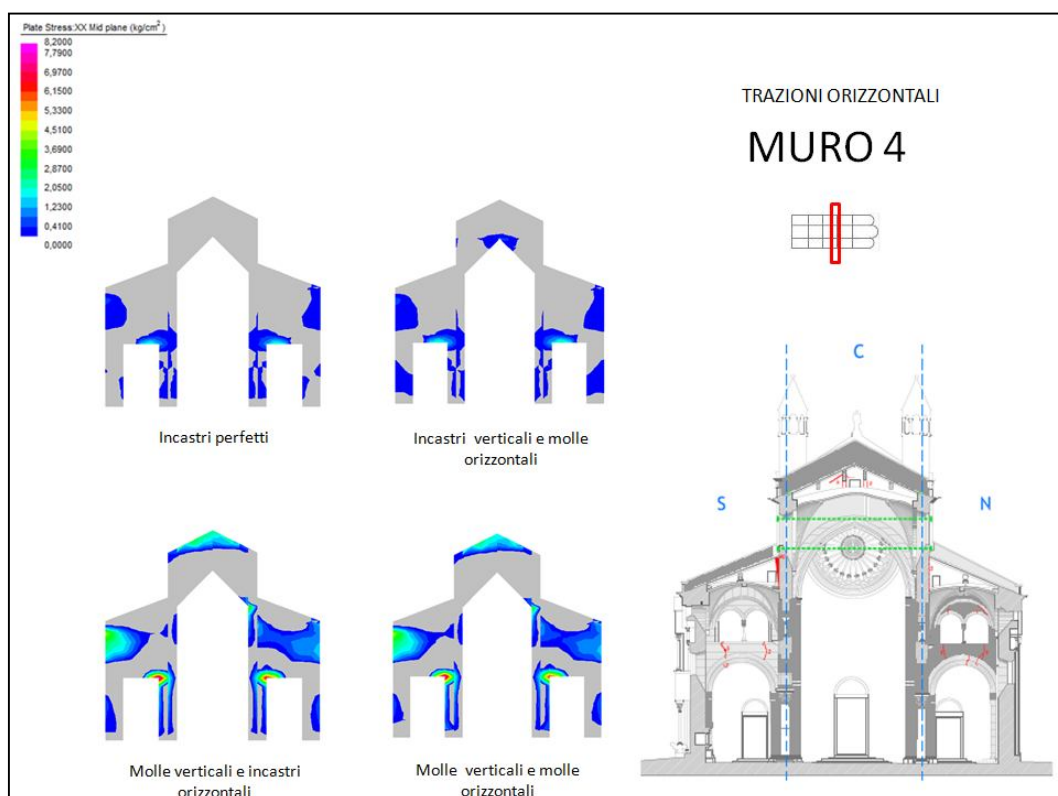 Plate Stress:XX Mid plane (kg/cm²)
8,2000
7,7900
6,9700
6,1500
5,3300
4,5100
3,6900
2,8700
2,0500
1,2300
0,4100
0,0000
TRAZIONI ORIZZONTALI
MURO 4
Incastri perfetti
Incastri verticali e molle
orizzontali
Molle verticali e incastri
orizzontali
Molle verticali e molle
orizzontali
C
S
N